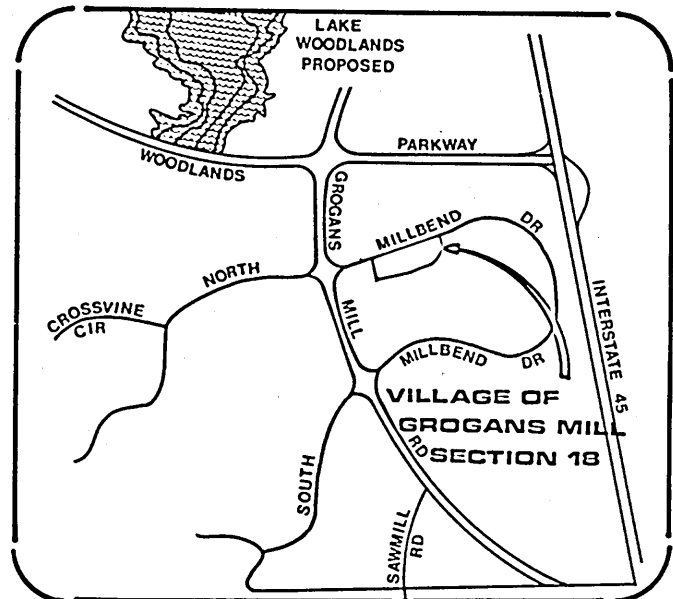 LAKE
WOODLANDS
PROPOSED
PARKWAY
WOODLANDS
GROGANS
MILLBEND
DR
NORTH
CROSSVINE
CIR
MILL
INTERSTATE 45
MILLBEND
DR
VILLAGE OF
GROGANS MILL
RD
SECTION 18
SOUTH
SAWMILL
RD